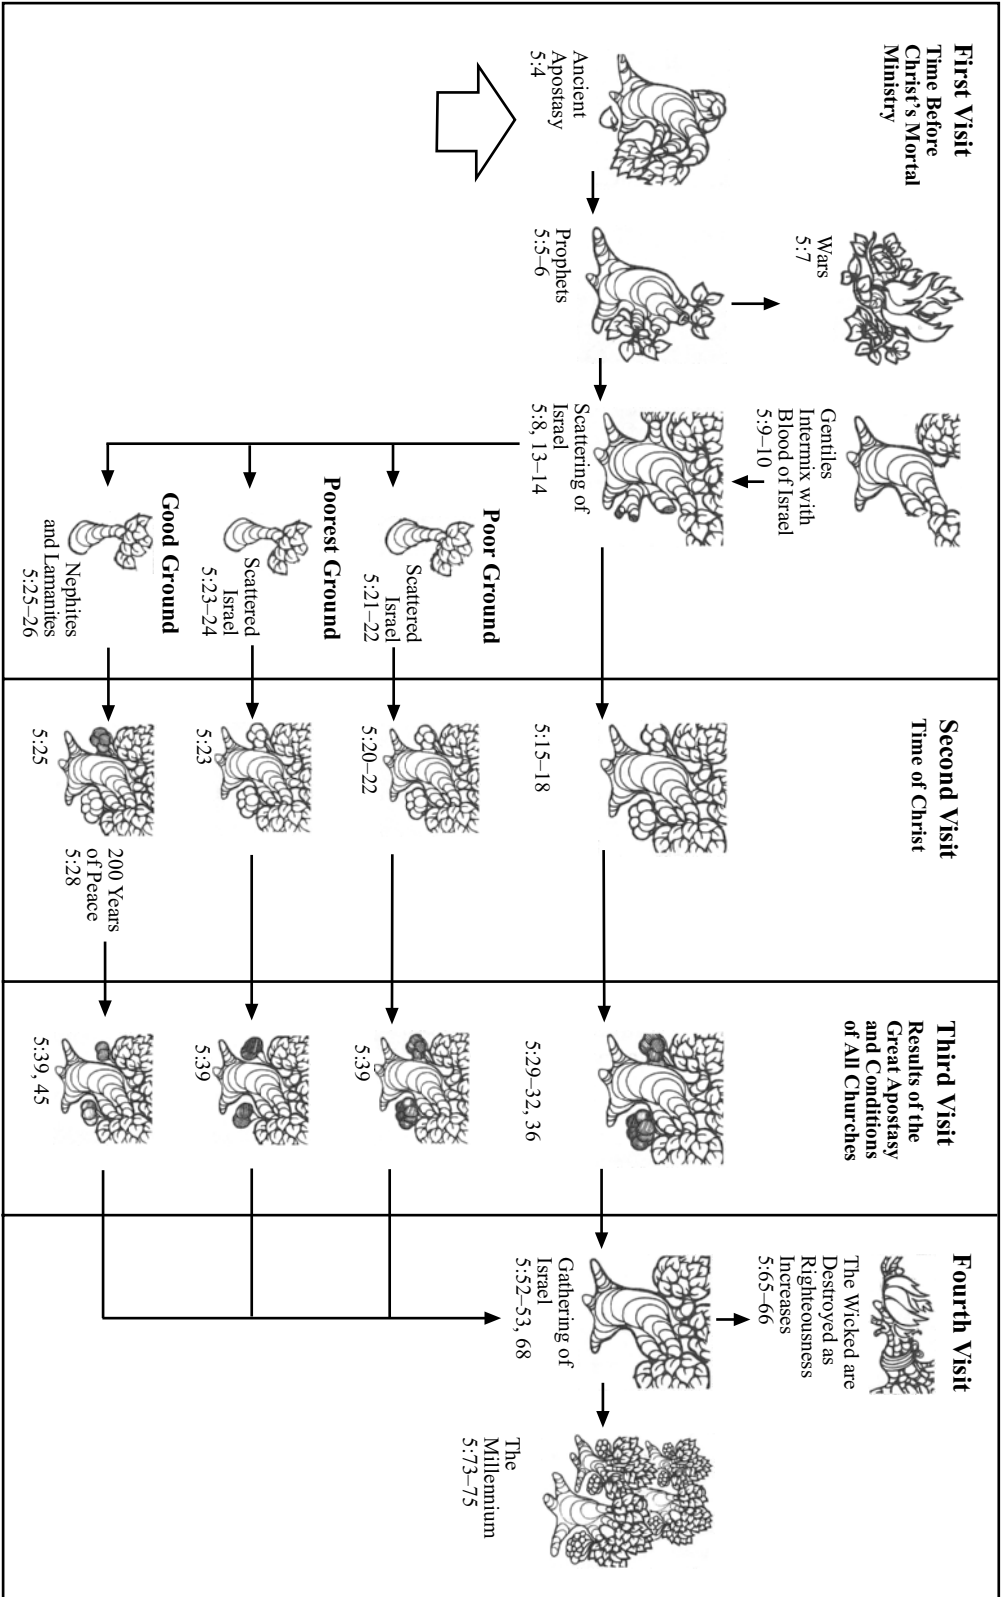 First Visit
Time Before
Christ's Mortal
Ministry
Wars
5:7
Gentiles
Intermix with
Blood of Israel
5:9–10
Ancient
Apostasy
5:4
Prophets
5:5–6
Scattering of
Israel
5:8, 13–14
Poor Ground
Scattered
Israel
5:21–22
Poorest Ground
Scattered
Israel
5:23–24
Good Ground
Nephites
and Lamanites
5:25–26
Second Visit
Time of Christ
5:15–18
5:20–22
5:23
5:25
200 Years
of Peace
5:28
Third Visit
Results of the
Great Apostasy
and Conditions
of All Churches
5:29–32, 36
5:39
5:39
5:39, 45
Fourth Visit
The Wicked are
Destroyed as
Righteousness
Increases
5:65–66
Gathering of
Israel
5:52–53, 68
The
Millennium
5:73–75